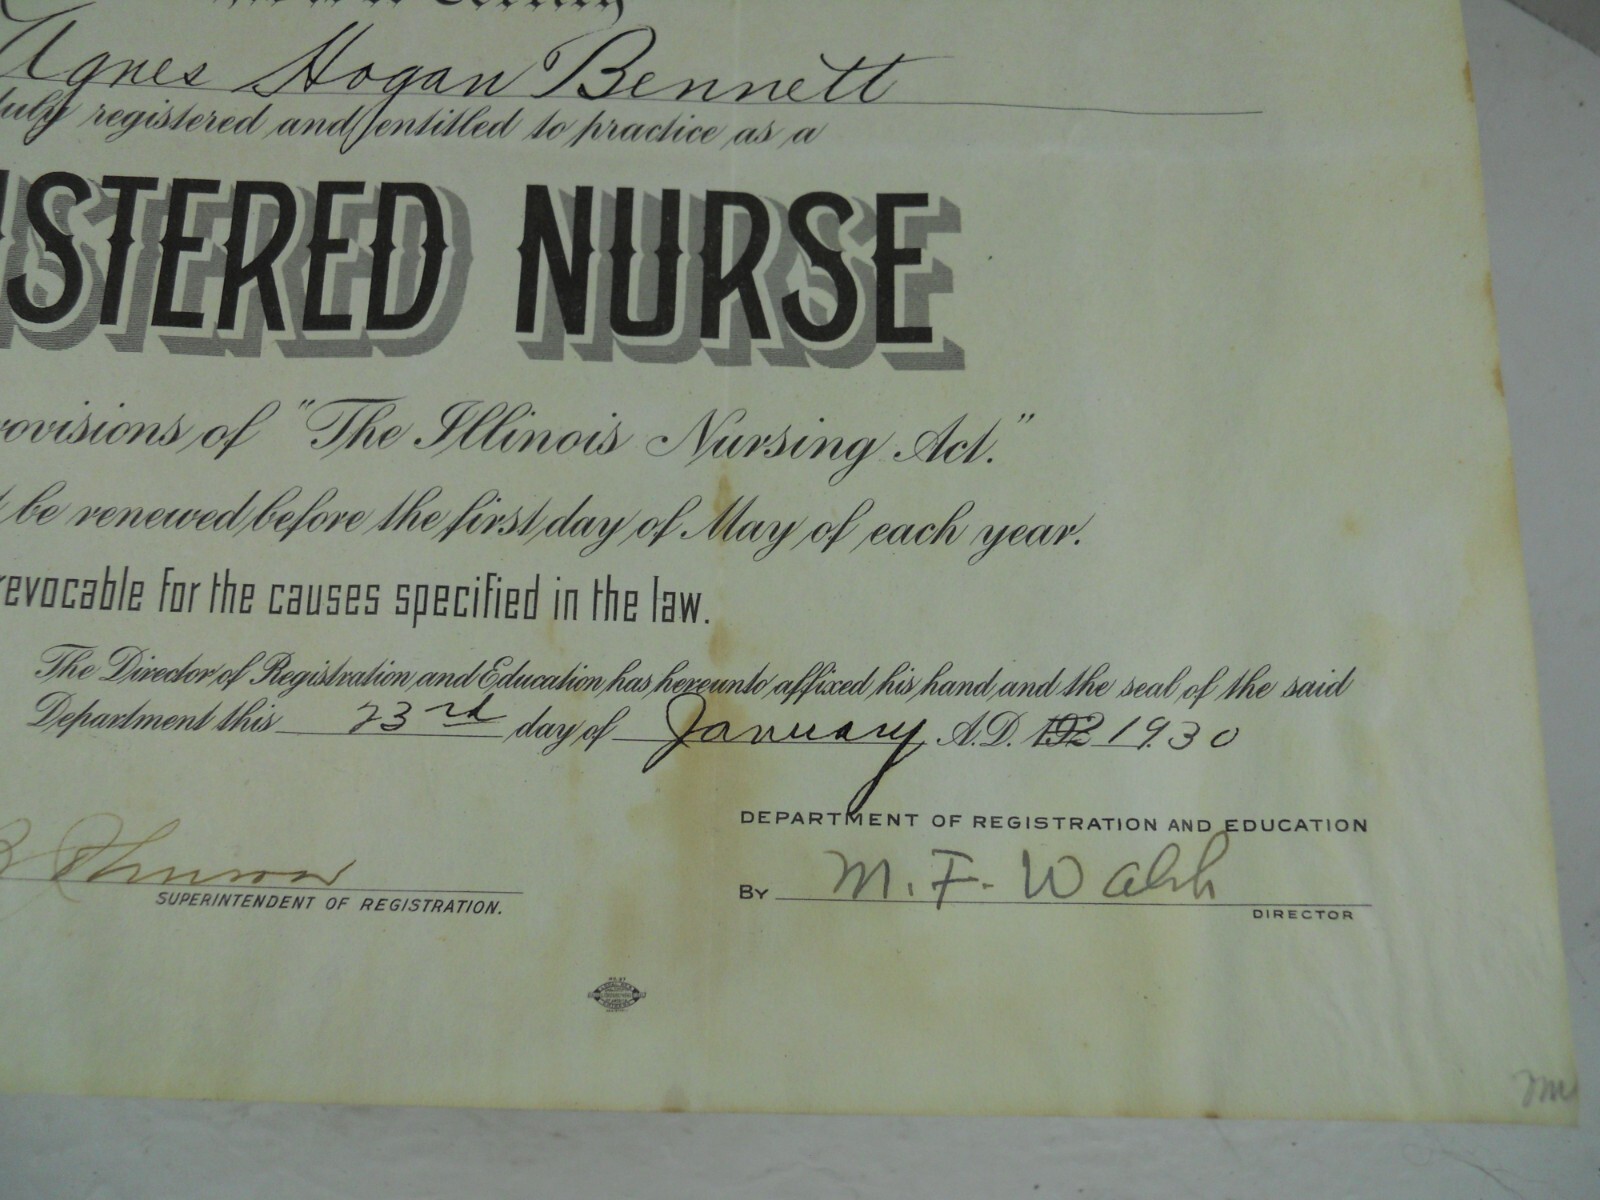 Agnes Hogan Bennett
duly registered and entitled to practice as a
ISTERED NURSE
rovisions of "The Illinois Nursing Act."
be renewed before the first day of May of each year.
revocable for the causes specified in the law.
The Director of Registration and Education has hereunto affixed his hand and the seal of the said
Department this 23rd day of January A.D. 192 1930
DEPARTMENT OF REGISTRATION AND EDUCATION
SUPERINTENDENT OF REGISTRATION.
BY M. F. Walsh
DIRECTOR